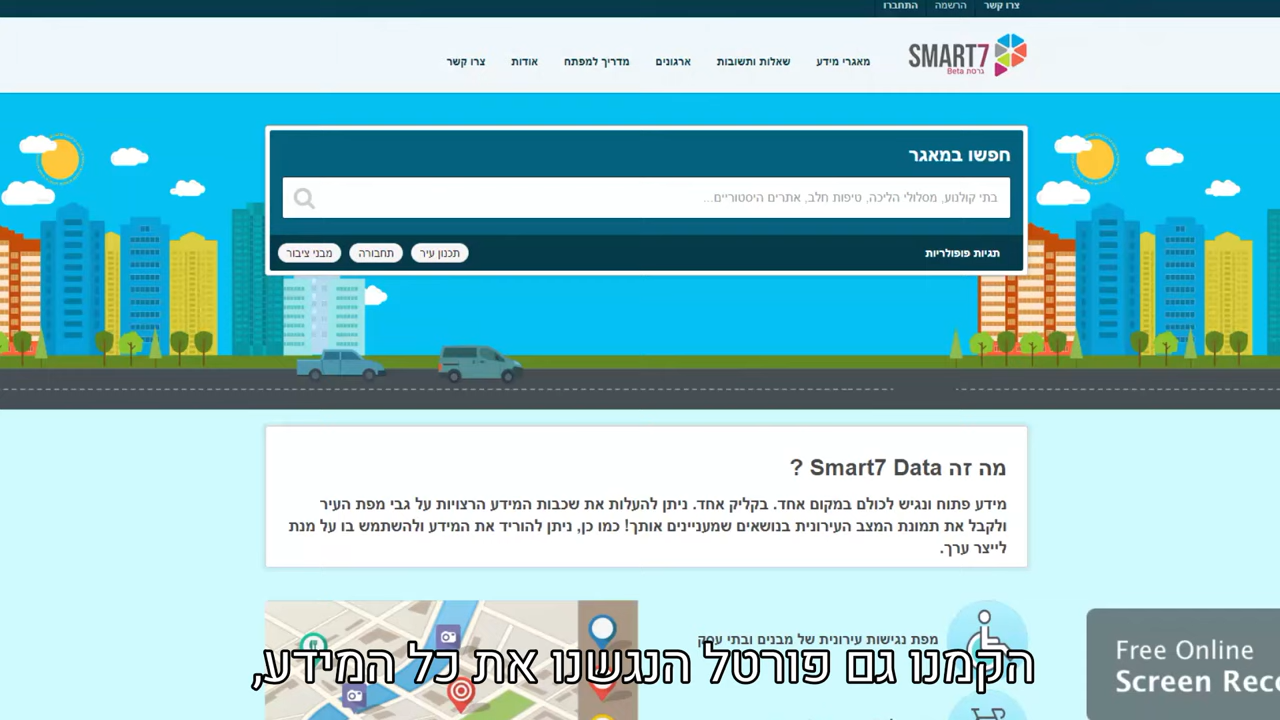 צרו קשר
הרשמה
התחברו
SMART7
גרסת Beta
מאגרי מידע
שאלות ותשובות
ארגונים
מדריך למפתח
אודות
צרו קשר
חפשו במאגר
בתי קולנוע, מסלולי הליכה, טיפות חלב, אתרים היסטוריים...
תגיות פופולריות
תכנון עיר
תחבורה
מבני ציבור
מה זה Smart7 Data ?
מידע פתוח ונגיש לכולם במקום אחד. בקליק אחד. ניתן להעלות את שכבות המידע הרצויות על גבי מפת העיר
ולקבל את תמונת המצב העירונית בנושאים שמעניינים אותך! כמו כן, ניתן להוריד את המידע ולהשתמש בו על מנת
לייצר ערך.
מפת נגישות עירונית של מבנים ובתי עסק
הקמנו גם פורטל הנגשנו את כל המידע,
Free Online
Screen Reco